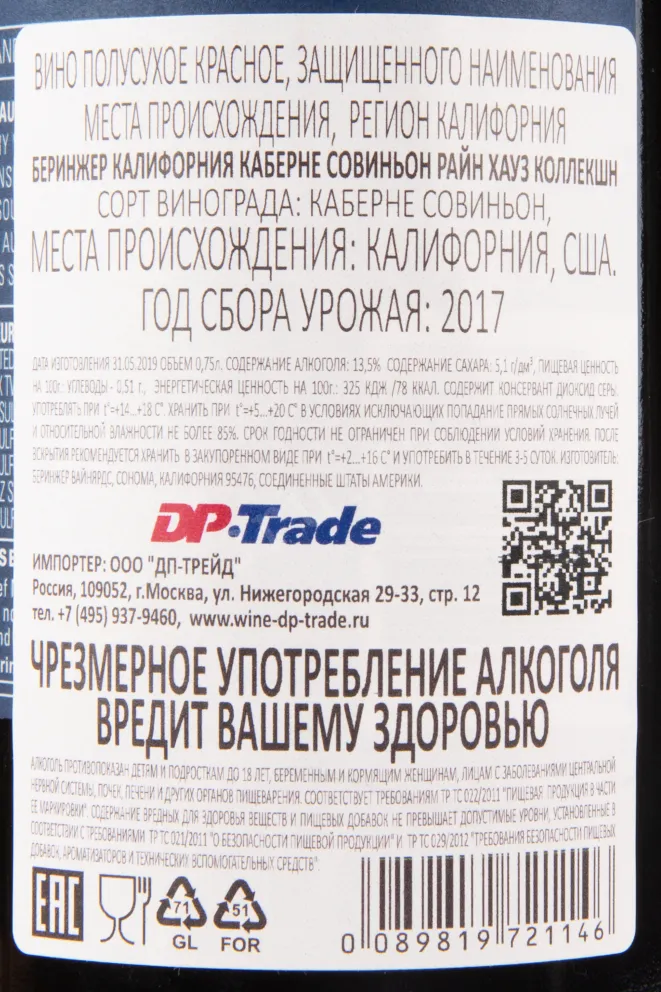 ВИНО ПОЛУСУХОЕ КРАСНОЕ, ЗАЩИЩЕННОГО НАИМЕНОВАНИЯ
МЕСТА ПРОИСХОЖДЕНИЯ, РЕГИОН КАЛИФОРНИЯ
БЕРИНЖЕР КАЛИФОРНИЯ КАБЕРНЕ СОВИНЬОН РАЙН ХАУЗ КОЛЛЕКШН
СОРТ ВИНОГРАДА: КАБЕРНЕ СОВИНЬОН,
МЕСТА ПРОИСХОЖДЕНИЯ: КАЛИФОРНИЯ, США.
ГОД СБОРА УРОЖАЯ: 2017
ДАТА ИЗГОТОВЛЕНИЯ 31.05.2019 ОБЪЕМ 0,75л. СОДЕРЖАНИЕ АЛКОГОЛЯ: 13,5% СОДЕРЖАНИЕ САХАРА: 5,1 г/дм³, ПИЩЕВАЯ ЦЕННОСТЬ
НА 100г: УГЛЕВОДЫ - 0,51 г., ЭНЕРГЕТИЧЕСКАЯ ЦЕННОСТЬ НА 100г.: 325 КДЖ /78 ККАЛ. СОДЕРЖИТ КОНСЕРВАНТ ДИОКСИД СЕРЫ.
УПОТРЕБЛЯТЬ ПРИ t°=+14...+18 С° ХРАНИТЬ ПРИ t°=+5...+20 С° В УСЛОВИЯХ ИСКЛЮЧАЮЩИХ ПОПАДАНИЕ ПРЯМЫХ СОЛНЕЧНЫХ ЛУЧЕЙ
И ОТНОСИТЕЛЬНОЙ ВЛАЖНОСТИ НЕ БОЛЕЕ 85%. СРОК ГОДНОСТИ НЕ ОГРАНИЧЕН ПРИ СОБЛЮДЕНИИ УСЛОВИЙ ХРАНЕНИЯ. ПОСЛЕ
ВСКРЫТИЯ РЕКОМЕНДУЕТСЯ ХРАНИТЬ В ЗАКУПОРЕННОМ ВИДЕ ПРИ t°=+2...+16 С° И УПОТРЕБИТЬ В ТЕЧЕНИЕ 3-5 СУТОК. ИЗГОТОВИТЕЛЬ:
БЕРИНЖЕР ВАЙНЯРДС, СОНОМА, КАЛИФОРНИЯ 95476, СОЕДИНЕННЫЕ ШТАТЫ АМЕРИКИ.
DP·Trade
ИМПОРТЕР: ООО "ДП-ТРЕЙД"
Россия, 109052, г.Москва, ул. Нижегородская 29-33, стр. 12
тел. +7 (495) 937-9460, www.wine-dp-trade.ru
ЧРЕЗМЕРНОЕ УПОТРЕБЛЕНИЕ АЛКОГОЛЯ
ВРЕДИТ ВАШЕМУ ЗДОРОВЬЮ
АЛКОГОЛЬ ПРОТИВОПОКАЗАН ДЕТЯМ И ПОДРОСТКАМ ДО 18 ЛЕТ, БЕРЕМЕННЫМ И КОРМЯЩИМ ЖЕНЩИНАМ, ЛИЦАМ С ЗАБОЛЕВАНИЯМИ ЦЕНТРАЛЬНОЙ
НЕРВНОЙ СИСТЕМЫ, ПОЧЕК, ПЕЧЕНИ И ДРУГИХ ОРГАНОВ ПИЩЕВАРЕНИЯ. СООТВЕТСТВУЕТ ТРЕБОВАНИЯМ ТР ТС 022/2011 "ПИЩЕВАЯ ПРОДУКЦИЯ В ЧАСТИ
ЕЕ МАРКИРОВКИ". СОДЕРЖАНИЕ ВРЕДНЫХ ДЛЯ ЗДОРОВЬЯ ВЕЩЕСТВ И ПИЩЕВЫХ ДОБАВОК НЕ ПРЕВЫШАЕТ ДОПУСТИМЫЕ УРОВНИ, УСТАНОВЛЕННЫЕ В
СООТВЕТСТВИИ С ТРЕБОВАНИЯМИ ТР ТС 021/2011 "О БЕЗОПАСНОСТИ ПИЩЕВОЙ ПРОДУКЦИИ" И ТР ТС 029/2012 "ТРЕБОВАНИЯ БЕЗОПАСНОСТИ ПИЩЕВЫХ
ДОБАВОК, АРОМАТИЗАТОРОВ И ТЕХНИЧЕСКИХ ВСПОМОГАТЕЛЬНЫХ СРЕДСТВ".
EAC
71
GL
51
FOR
0 089819 721146